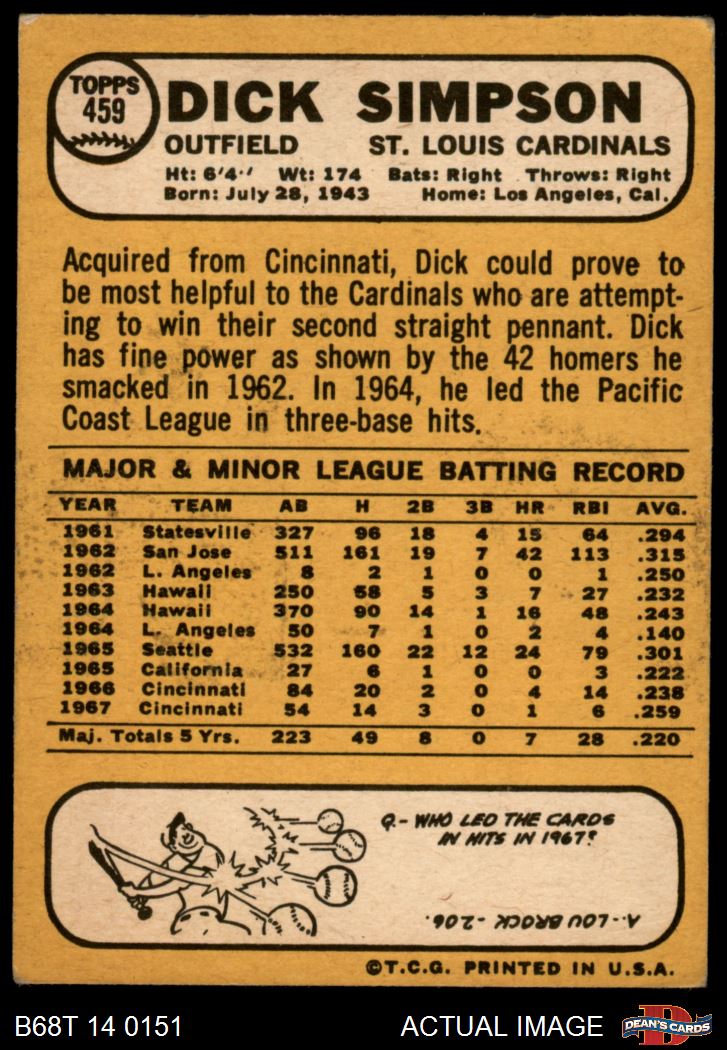 TOPPS
459
DICK SIMPSON
OUTFIELD ST. LOUIS CARDINALS
Ht: 6'4'' Wt: 174 Bats: Right Throws: Right
Born: July 28, 1943 Home: Los Angeles, Cal.
Acquired from Cincinnati, Dick could prove to
be most helpful to the Cardinals who are attempt-
ing to win their second straight pennant. Dick
has fine power as shown by the 42 homers he
smacked in 1962. In 1964, he led the Pacific
Coast League in three-base hits.
MAJOR & MINOR LEAGUE BATTING RECORD
YEAR TEAM AB H 2B 3B HR RBI AVG.
1961 Statesville 327 96 18 4 15 64 .294
1962 San Jose 511 161 19 7 42 113 .315
1962 L. Angeles 8 2 1 0 0 1 .250
1963 Hawaii 250 58 5 3 7 27 .232
1964 Hawaii 370 90 14 1 16 48 .243
1964 L. Angeles 50 7 1 0 2 4 .140
1965 Seattle 532 160 22 12 24 79 .301
1965 California 27 6 1 0 0 3 .222
1966 Cincinnati 84 20 2 0 4 14 .238
1967 Cincinnati 54 14 3 0 1 6 .259
Maj. Totals 5 Yrs. 223 49 8 0 7 28 .220
Q.- WHO LED THE CARDS
IN HITS IN 1967?
A.- LOU BROCK - 206.
©T.C.G. PRINTED IN U.S.A.
B68T 14 0151 ACTUAL IMAGE
D
DEAN'S CARDS